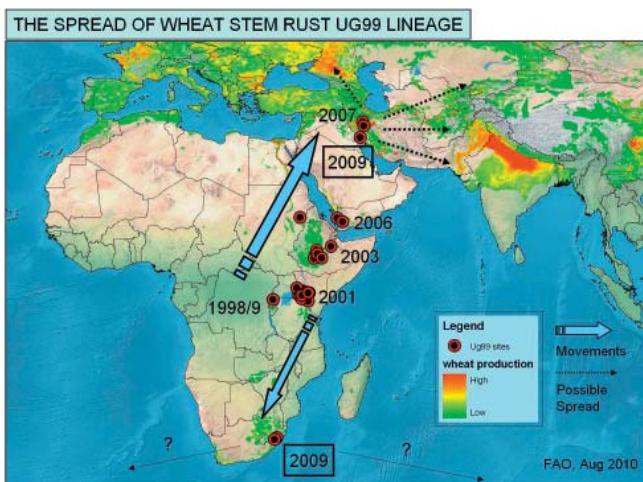 THE SPREAD OF WHEAT STEM RUST UG99 LINEAGE
2007
2009
2006
2003
1998/9
2001
Legend
Ug99 sites
wheat production
High
Low
Movements
Possible
Spread
?
?
2009
FAO, Aug 2010